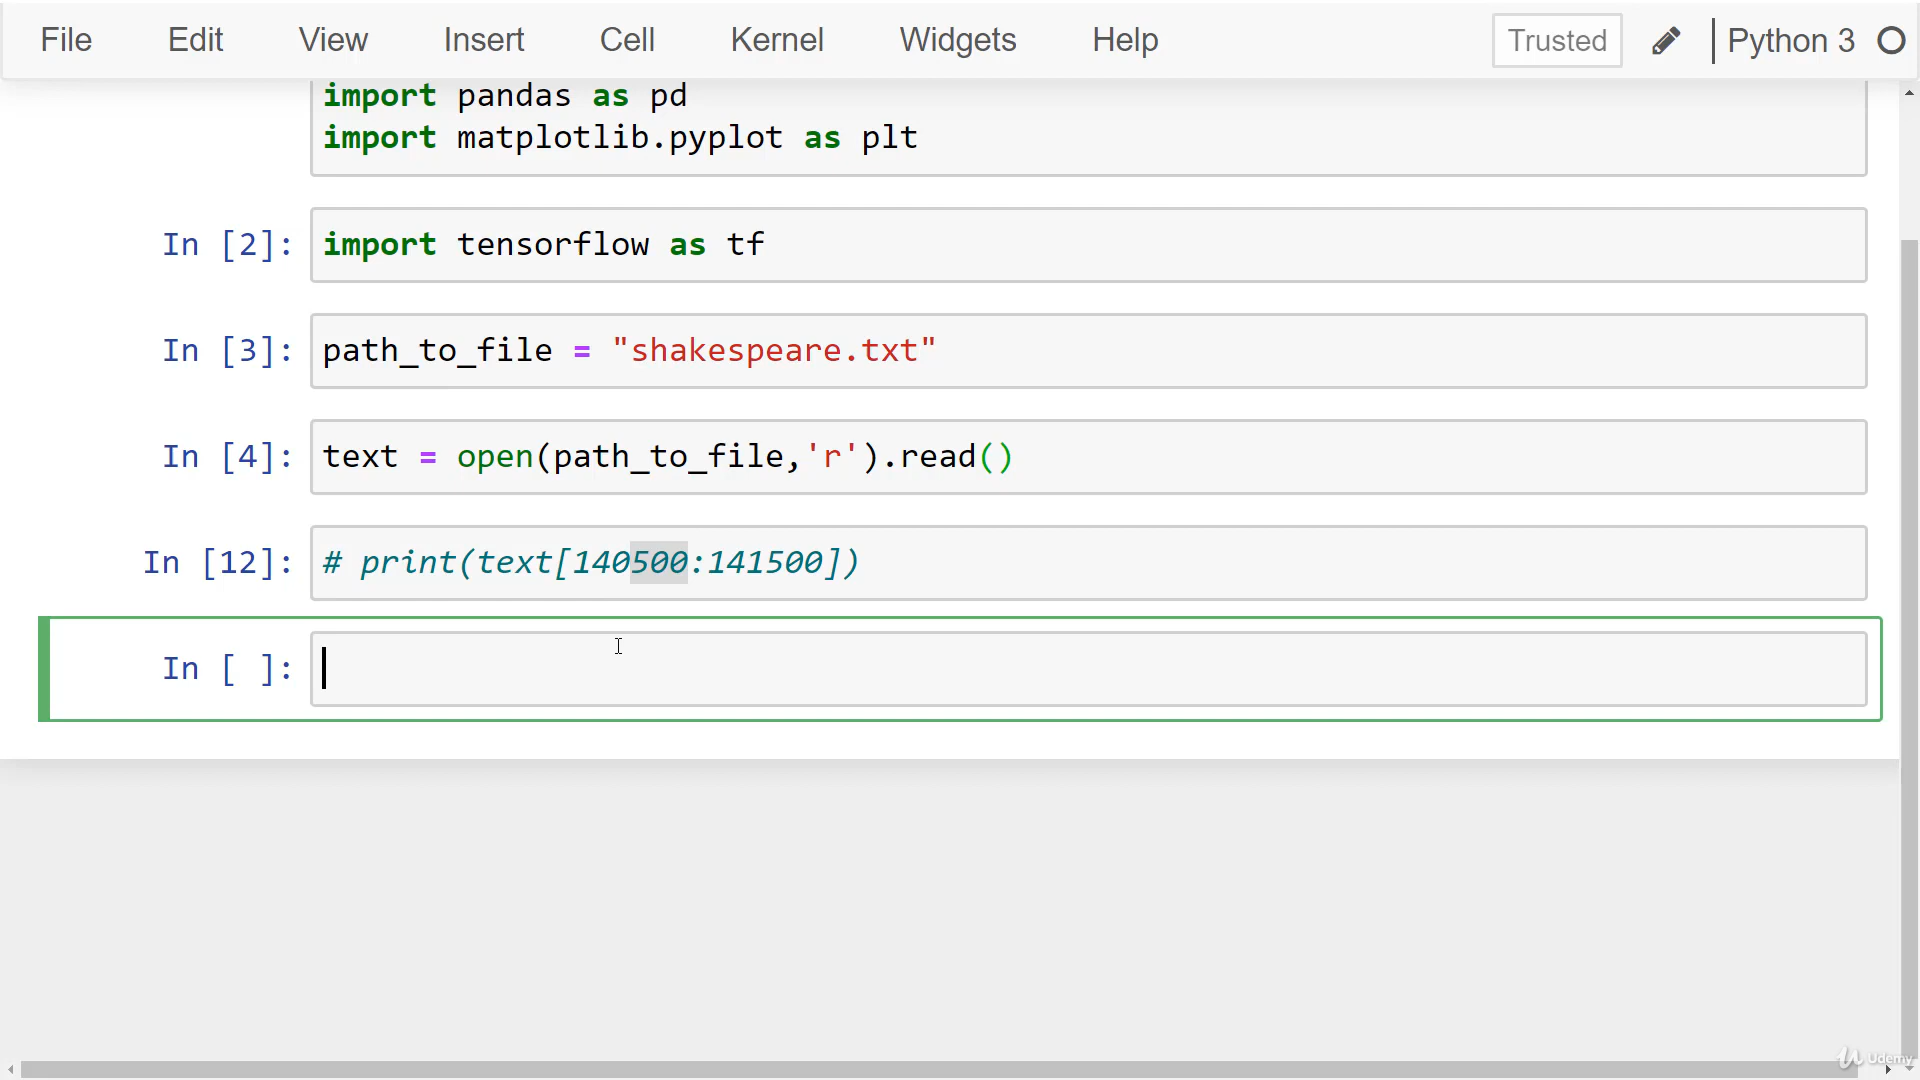 File Edit View Insert Cell Kernel Widgets Help Trusted Python 3
import pandas as pd
import matplotlib.pyplot as plt
In [2]: import tensorflow as tf
In [3]: path_to_file = "shakespeare.txt"
In [4]: text = open(path_to_file,'r').read()
In [12]: # print(text[140500:141500])
In [ ]:
Udemy